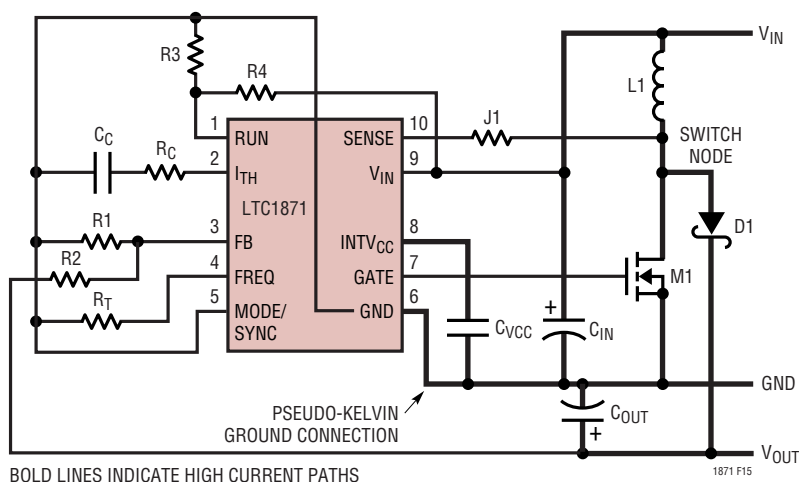 R3
R4
J1
L1
V_IN
SWITCH
NODE
D1
M1
C_C
R_C
R1
R2
R_T
1
2
3
4
5
RUN
I_TH
FB
FREQ
MODE/
SYNC
LTC1871
SENSE
V_IN
INTV_CC
GATE
GND
10
9
8
7
6
C_VCC
+
C_IN
GND
C_OUT
+
V_OUT
PSEUDO-KELVIN
GROUND CONNECTION
BOLD LINES INDICATE HIGH CURRENT PATHS
1871 F15